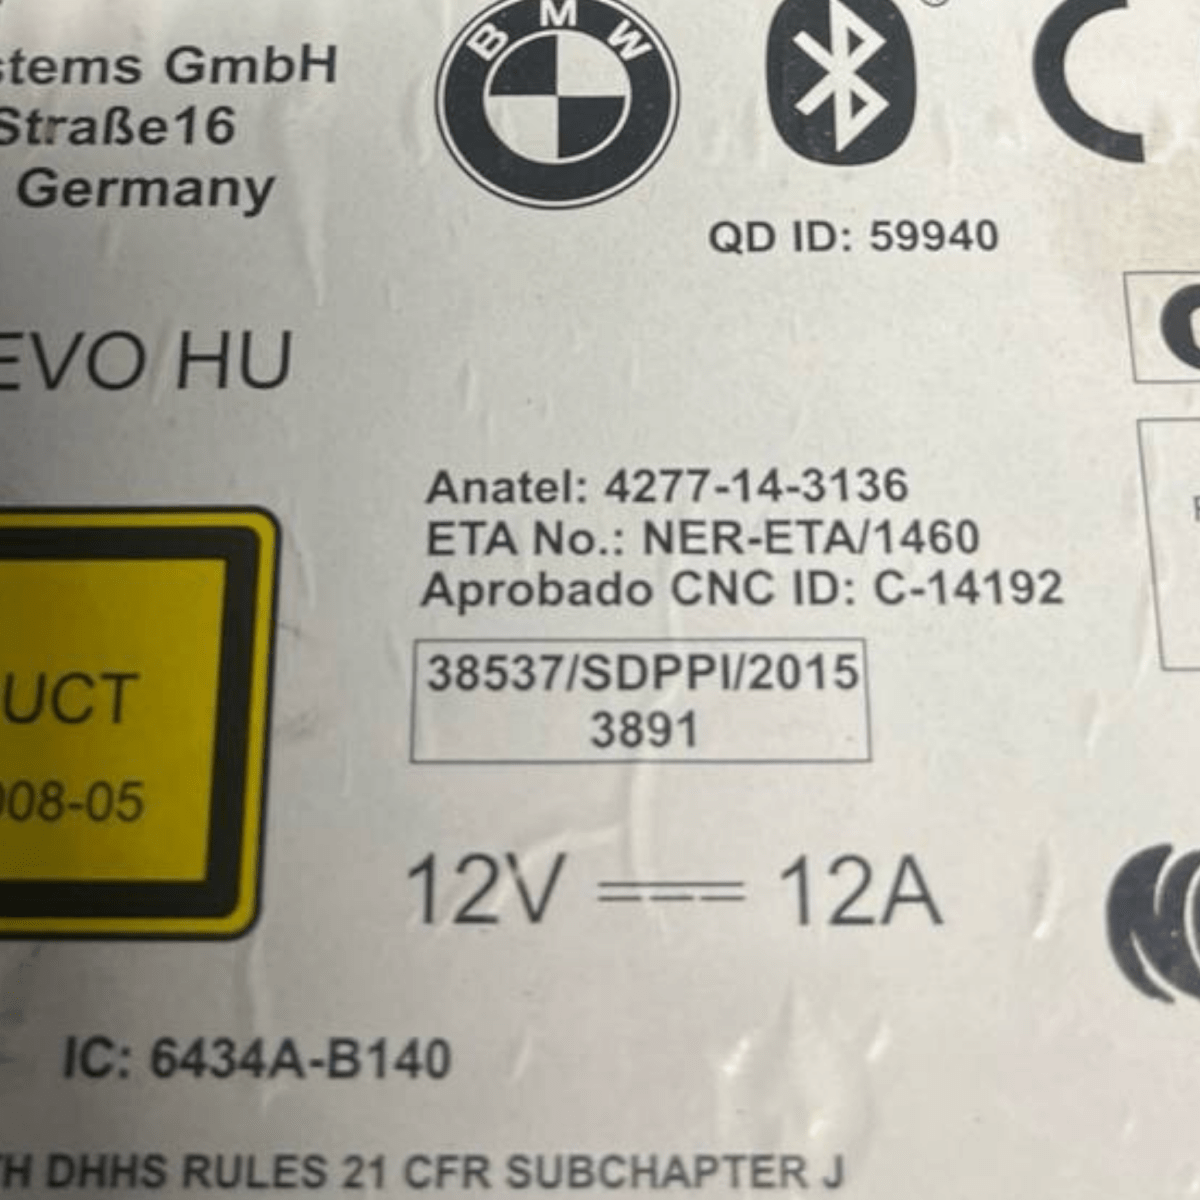 stems GmbH
Straße16
Germany
BMW
QD ID: 59940
EVO HU
Anatel: 4277-14-3136
ETA No.: NER-ETA/1460
Aprobado CNC ID: C-14192
38537/SDPPI/2015
3891
UCT
008-05
12V 12A
IC: 6434A-B140
TH DHHS RULES 21 CFR SUBCHAPTER J